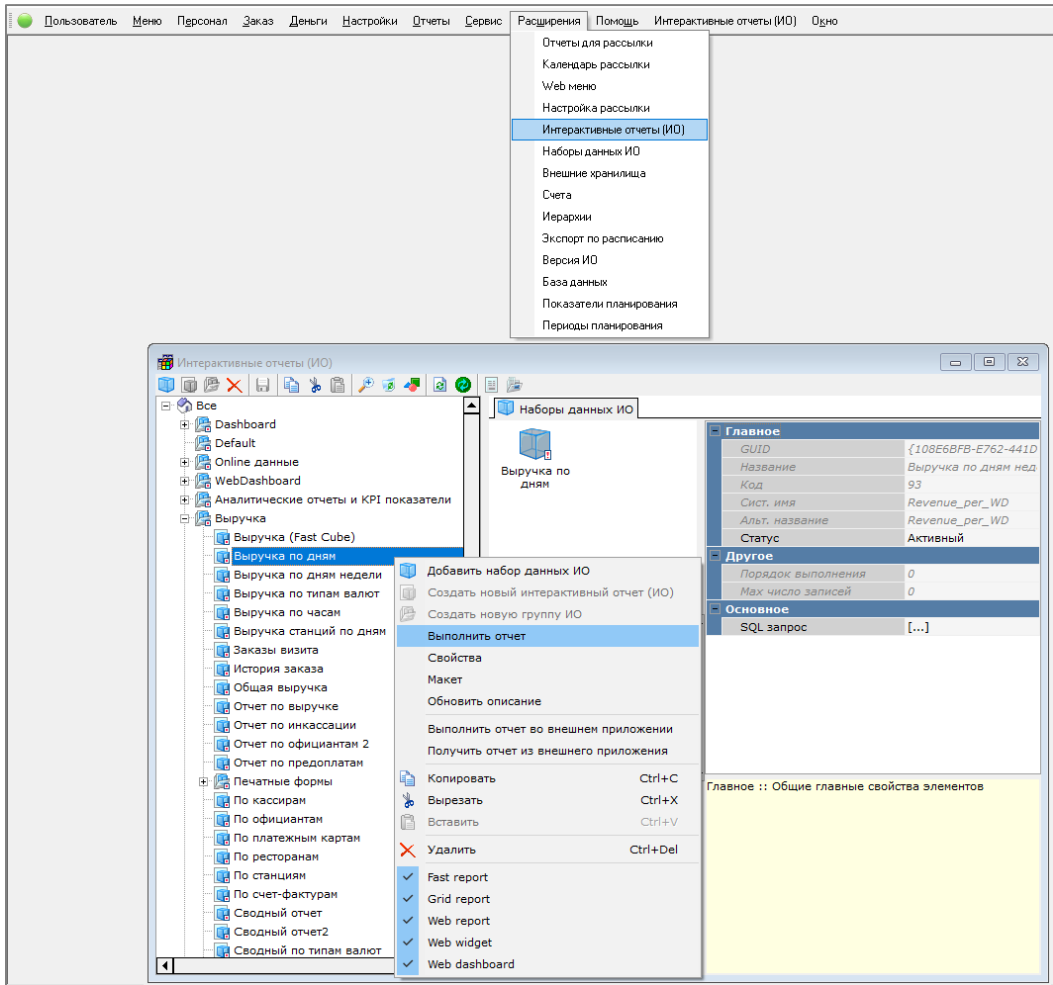 Пользователь Меню Персонал Заказ Деньги Настройки Отчеты Сервис Расширения Помощь Интерактивные отчеты (ИО) Окно
Отчеты для рассылки
Календарь рассылки
Web меню
Настройка рассылки
Интерактивные отчеты (ИО)
Наборы данных ИО
Внешние хранилища
Счета
Иерархии
Экспорт по расписанию
Версия ИО
База данных
Показатели планирования
Периоды планирования
Интерактивные отчеты (ИО)
Все
Dashboard
Default
Online данные
WebDashboard
Аналитические отчеты и KPI показатели
Выручка
Выручка (Fast Cube)
Выручка по дням
Выручка по дням недели
Выручка по типам валют
Выручка по часам
Выручка станций по дням
Заказы визита
История заказа
Общая выручка
Отчет по выручке
Отчет по инкассации
Отчет по официантам 2
Отчет по предоплатам
Печатные формы
По кассирам
По официантам
По платежным картам
По ресторанам
По станциям
По счет-фактурам
Сводный отчет
Сводный отчет2
Сводный по типам валют
Наборы данных ИО
Выручка по
дням
Главное
GUID {108E6BFB-E762-441D
Название Выручка по дням нед
Код 93
Сист. имя Revenue_per_WD
Альт. название Revenue_per_WD
Статус Активный
Другое
Порядок выполнения 0
Max число записей 0
Основное
SQL запрос [...]
Главное :: Общие главные свойства элементов
Добавить набор данных ИО
Создать новый интерактивный отчет (ИО)
Создать новую группу ИО
Выполнить отчет
Свойства
Макет
Обновить описание
Выполнить отчет во внешнем приложении
Получить отчет из внешнего приложения
Копировать Ctrl+C
Вырезать Ctrl+X
Вставить Ctrl+V
Удалить Ctrl+Del
Fast report
Grid report
Web report
Web widget
Web dashboard